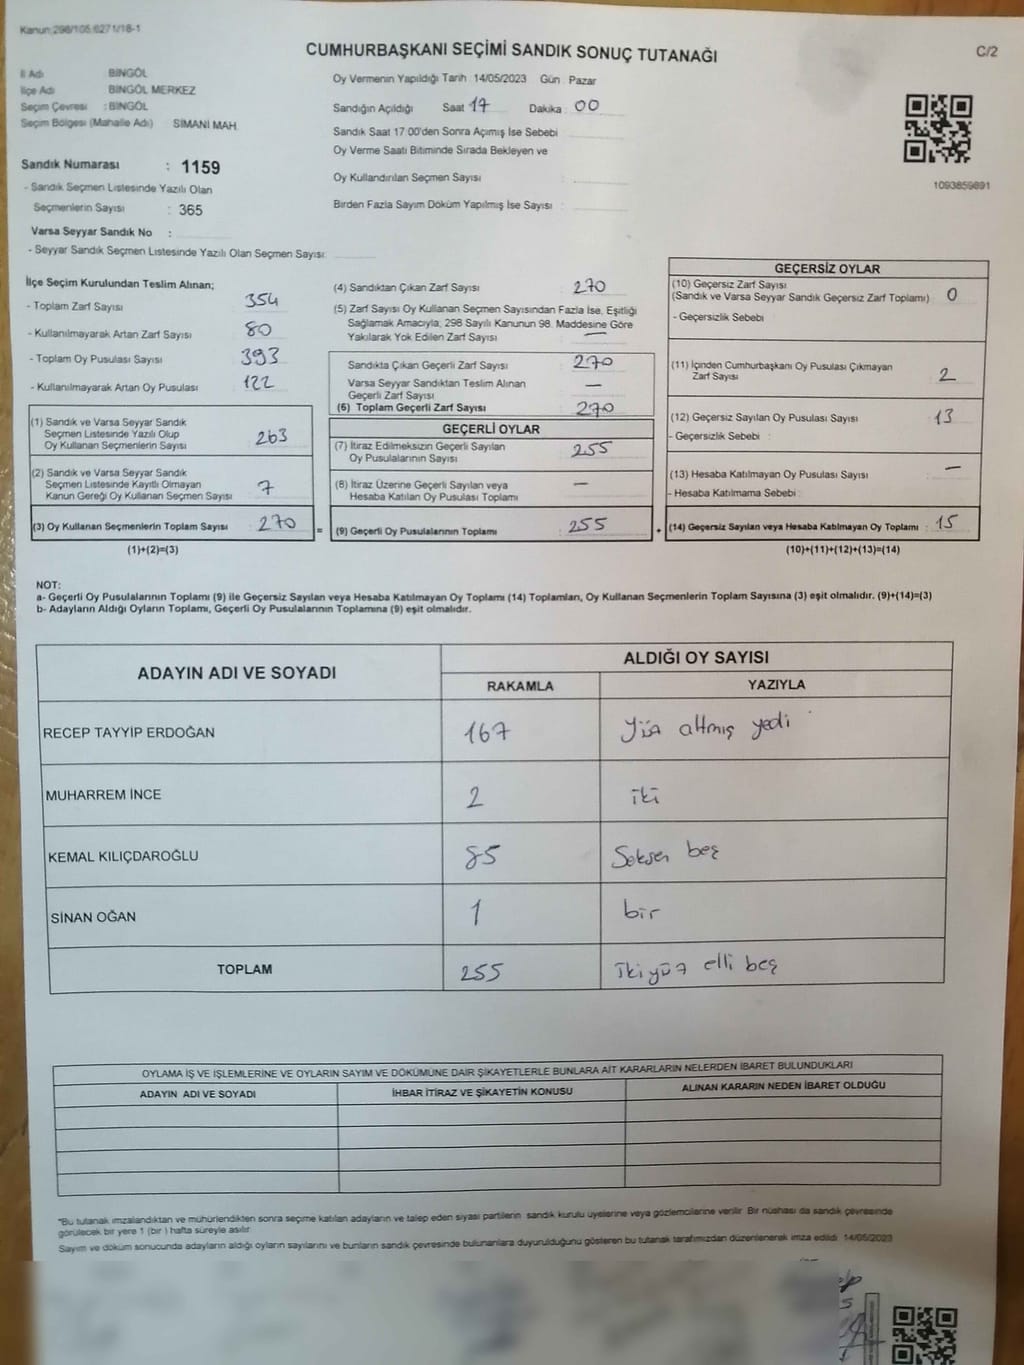 Kanun:298/105,6271/18-1
CUMHURBAŞKANI SEÇİMİ SANDIK SONUÇ TUTANAĞI
C/2
İl Adı BİNGÖL
İlçe Adı BİNGÖL MERKEZ
Seçim Çevresi : BİNGÖL
Seçim Bölgesi (Mahalle Adı) SİMANİ MAH.
Sandık Numarası : 1159
- Sandık Seçmen Listesinde Yazılı Olan
Seçmenlerin Sayısı : 365
Varsa Seyyar Sandık No :
- Seyyar Sandık Seçmen Listesinde Yazılı Olan Seçmen Sayısı:
Oy Vermenin Yapıldığı Tarih : 14/05/2023 Gün : Pazar
Sandığın Açıldığı Saat 17 Dakika : 00
Sandık Saat 17:00'den Sonra Açımış İse Sebebi :
Oy Verme Saati Bitiminde Sırada Bekleyen ve
Oy Kullandırılan Seçmen Sayısı :
Birden Fazla Sayım Döküm Yapılmış İse Sayısı :
1093859891
İlçe Seçim Kurulundan Teslim Alınan;
- Toplam Zarf Sayısı 354
- Kullanılmayarak Artan Zarf Sayısı 80
- Toplam Oy Pusulası Sayısı 393
- Kullanılmayarak Artan Oy Pusulası 122
(1) Sandık ve Varsa Seyyar Sandık
Seçmen Listesinde Yazılı Olup
Oy Kullanan Seçmenlerin Sayısı 263
(2) Sandık ve Varsa Seyyar Sandık
Seçmen Listesinde Kayıtlı Olmayan
Kanun Gereği Oy Kullanan Seçmen Sayısı 7
(3) Oy Kullanan Seçmenlerin Toplam Sayısı 270 =
(1)+(2)=(3)
(4) Sandıktan Çıkan Zarf Sayısı 270
(5) Zarf Sayısı Oy Kullanan Seçmen Sayısından Fazla İse, Eşitliği
Sağlamak Amacıyla, 298 Sayılı Kanunun 98. Maddesine Göre
Yakılarak Yok Edilen Zarf Sayısı —
Sandıkta Çıkan Geçerli Zarf Sayısı 270
Varsa Seyyar Sandıktan Teslim Alınan
Geçerli Zarf Sayısı —
(6) Toplam Geçerli Zarf Sayısı 270
GEÇERLİ OYLAR
(7) İtiraz Edilmeksizin Geçerli Sayılan
Oy Pusulalarının Sayısı 255
(8) İtiraz Üzerine Geçerli Sayılan veya
Hesaba Katılan Oy Pusulası Toplamı —
(9) Geçerli Oy Pusulalarının Toplamı 255 +
GEÇERSİZ OYLAR
(10) Geçersiz Zarf Sayısı
(Sandık ve Varsa Seyyar Sandık Geçersiz Zarf Toplamı) 0
- Geçersizlik Sebebi :
(11) İçinden Cumhurbaşkanı Oy Pusulası Çıkmayan
Zarf Sayısı 2
(12) Geçersiz Sayılan Oy Pusulası Sayısı 13
- Geçersizlik Sebebi :
(13) Hesaba Katılmayan Oy Pusulası Sayısı —
- Hesaba Katılmama Sebebi :
(14) Geçersiz Sayılan veya Hesaba Katılmayan Oy Toplamı : 15
(10)+(11)+(12)+(13)=(14)
NOT:
a- Geçerli Oy Pusulalarının Toplamı (9) ile Geçersiz Sayılan veya Hesaba Katılmayan Oy Toplamı (14) Toplamları, Oy Kullanan Seçmenlerin Toplam Sayısına (3) eşit olmalıdır. (9)+(14)=(3)
b- Adayların Aldığı Oyların Toplamı, Geçerli Oy Pusulalarının Toplamına (9) eşit olmalıdır.
ADAYIN ADI VE SOYADI ALDIĞI OY SAYISI
RAKAMLA YAZIYLA
RECEP TAYYİP ERDOĞAN 167 Yüz altmış yedi
MUHARREM İNCE 2 iki
KEMAL KILIÇDAROĞLU 85 Seksen beş
SİNAN OĞAN 1 bir
TOPLAM 255 ikiyüz elli beş
OYLAMA İŞ VE İŞLEMLERİNE VE OYLARIN SAYIM VE DÖKÜMÜNE DAİR ŞİKAYETLERLE BUNLARA AİT KARARLARIN NELERDEN İBARET BULUNDUKLARI
ADAYIN ADI VE SOYADI İHBAR İTİRAZ VE ŞİKAYETİN KONUSU ALINAN KARARIN NEDEN İBARET OLDUĞU
*Bu tutanak imzalandıktan ve mühürlendikten sonra seçime katılan adayların ve talep eden siyasi partilerin sandık kurulu üyelerine veya gözlemcilerine verilir. Bir nüshası da sandık çevresinde
görülecek bir yere 1 (bir ) hafta süreyle asılır.
Sayım ve döküm sonucunda adayların aldığı oyların sayılarını ve bunların sandık çevresinde bulunanlara duyurulduğunu gösteren bu tutanak tarafımızdan düzenlenerek imza edildi. 14/05/2023